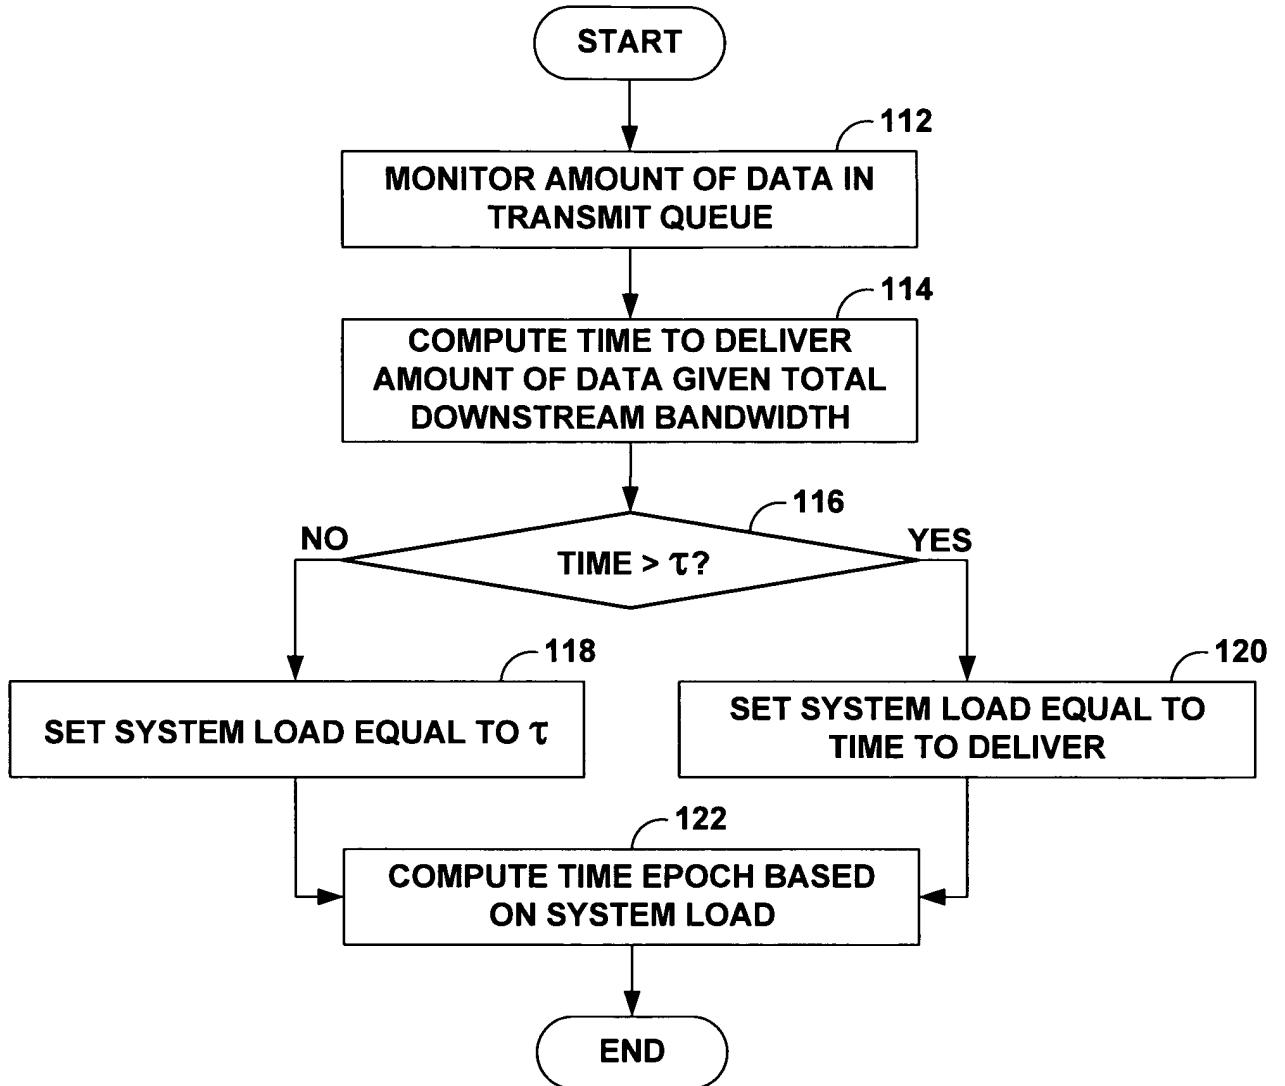 START
112
MONITOR AMOUNT OF DATA IN
TRANSMIT QUEUE
114
COMPUTE TIME TO DELIVER
AMOUNT OF DATA GIVEN TOTAL
DOWNSTREAM BANDWIDTH
116
NO
YES
TIME > τ?
118
120
SET SYSTEM LOAD EQUAL TO τ
SET SYSTEM LOAD EQUAL TO
TIME TO DELIVER
122
COMPUTE TIME EPOCH BASED
ON SYSTEM LOAD
END